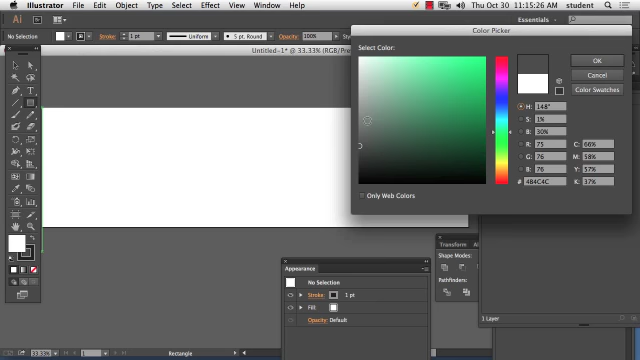 Illustrator File Edit Object Type Select Effect View Window Help Thu Oct 30 11:15:26 AM student
Ai Essentials
No Selection Stroke: 1 pt Uniform 5 pt. Round Opacity: 100%
Untitled-1* @ 33.33% (RGB/Pre
Color Picker
Select Color:
OK
Cancel
Color Swatches
H: 148°
S: 1%
B: 30%
R: 75 C: 66%
G: 76 M: 58%
B: 76 Y: 57%
# 4B4C4C K: 37%
Only Web Colors
Transform
Shape Modes:
Pathfinders:
Appearance
No Selection
Stroke: 1 pt
Fill:
Opacity: Default
1 Layer
33.33% 1 Rectangle